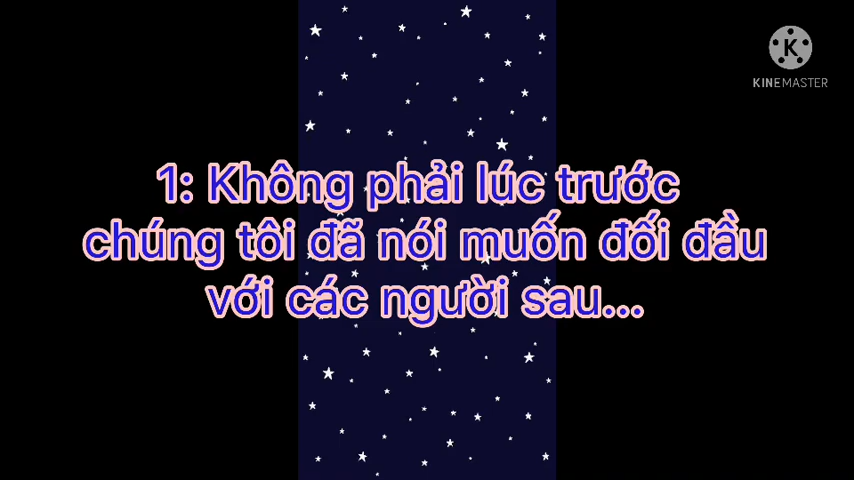 KINEMASTER
1: Không phải lúc trước
chúng tôi đã nói muốn đối đầu
với các người sau...